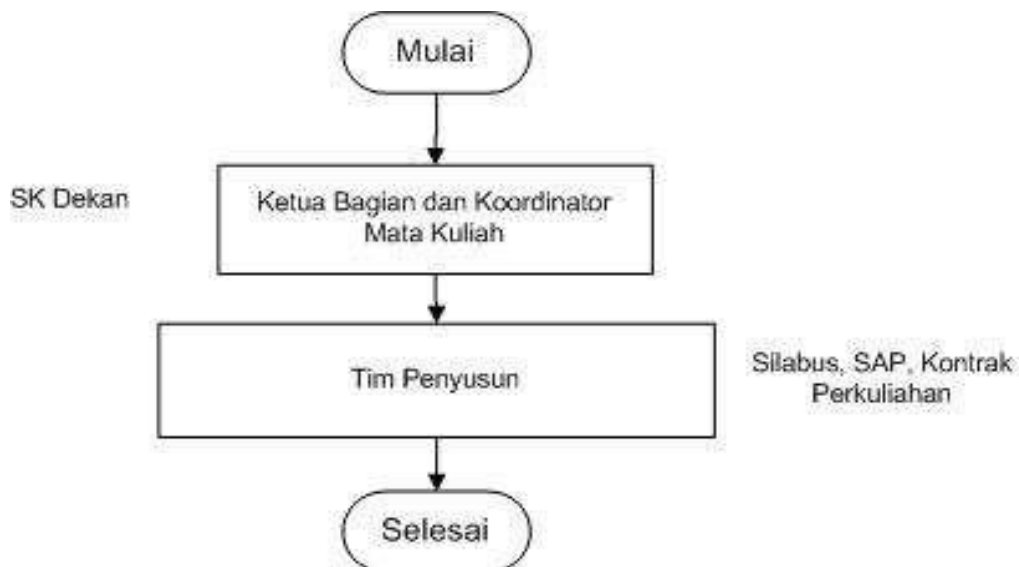 Mulai
SK Dekan
Ketua Bagian dan Koordinator
Mata Kuliah
Tim Penyusun
Silabus, SAP, Kontrak
Perkuliahan
Selesai